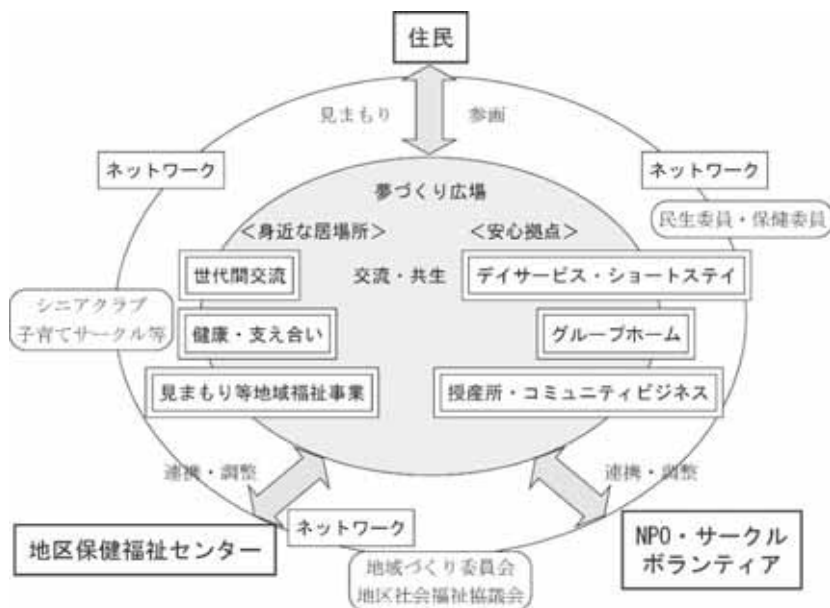 住民
見まもり 参画
ネットワーク
ネットワーク
夢づくり広場
民生委員・保健委員
<身近な居場所>
<安心拠点>
世代間交流
交流・共生
デイサービス・ショートステイ
シニアクラブ
子育てサークル等
健康・支え合い
グループホーム
見まもり等地域福祉事業
授産所・コミュニティビジネス
連携・調整
連携・調整
ネットワーク
地区保健福祉センター
NPO・サークル
ボランティア
地域づくり委員会
地区社会福祉協議会